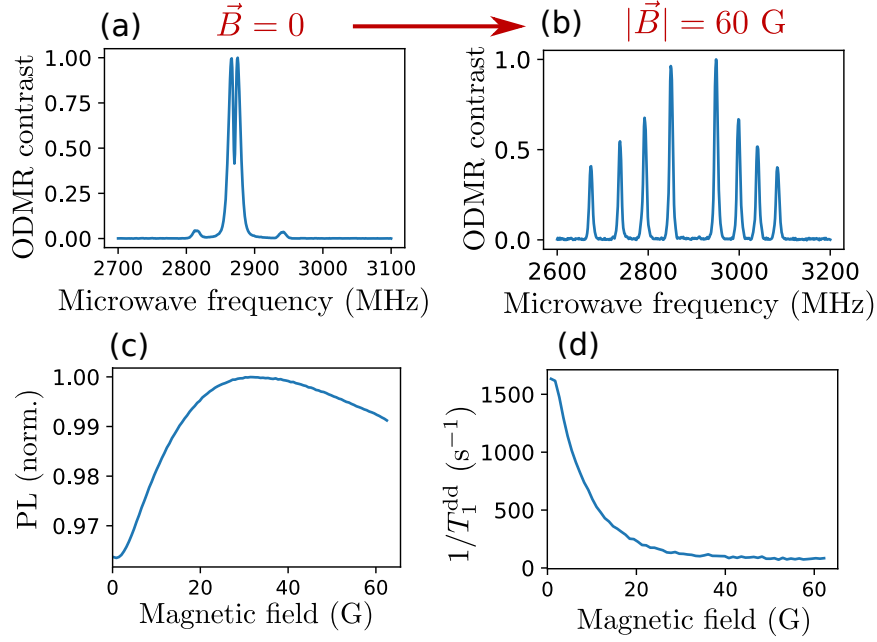 (a) B⃗ = 0 (b) |B⃗| = 60 G
ODMR contrast
1.00
0.75
0.50
0.25
0.00
2700 2800 2900 3000 3100
Microwave frequency (MHz)
ODMR contrast
1.0
0.5
0.0
2600 2800 3000 3200
Microwave frequency (MHz)
(c)
PL (norm.)
1.00
0.99
0.98
0.97
0 20 40 60
Magnetic field (G)
(d)
1/T₁ᵈᵈ (s⁻¹)
1500
1000
500
0
0 20 40 60
Magnetic field (G)